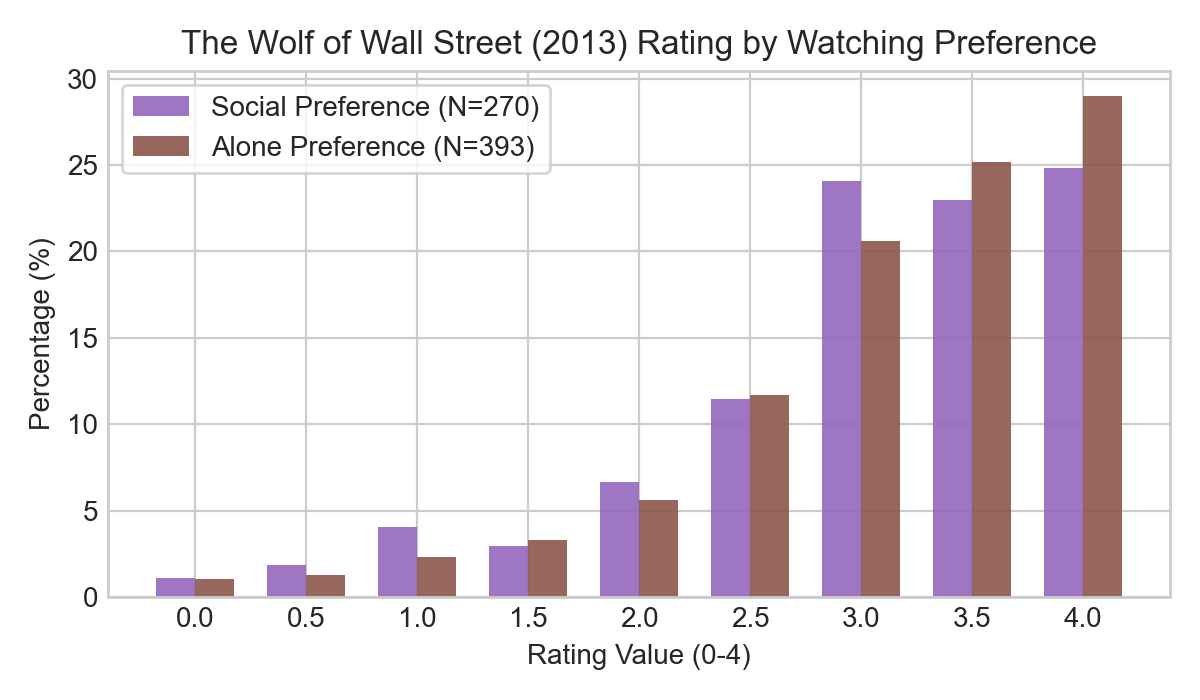 The Wolf of Wall Street (2013) Rating by Watching Preference
Social Preference (N=270)
Alone Preference (N=393)
Percentage (%)
30
25
20
15
10
5
0
0.0 0.5 1.0 1.5 2.0 2.5 3.0 3.5 4.0
Rating Value (0-4)